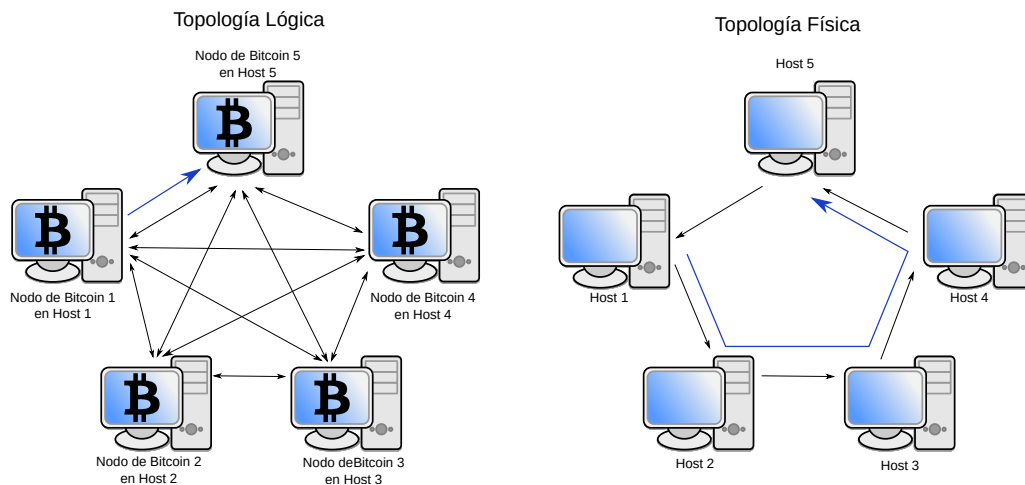 Topología Lógica
Nodo de Bitcoin 5
en Host 5
Nodo de Bitcoin 1
en Host 1
Nodo de Bitcoin 4
en Host 4
Nodo de Bitcoin 2
en Host 2
Nodo deBitcoin 3
en Host 3
Topología Física
Host 5
Host 1
Host 4
Host 2
Host 3